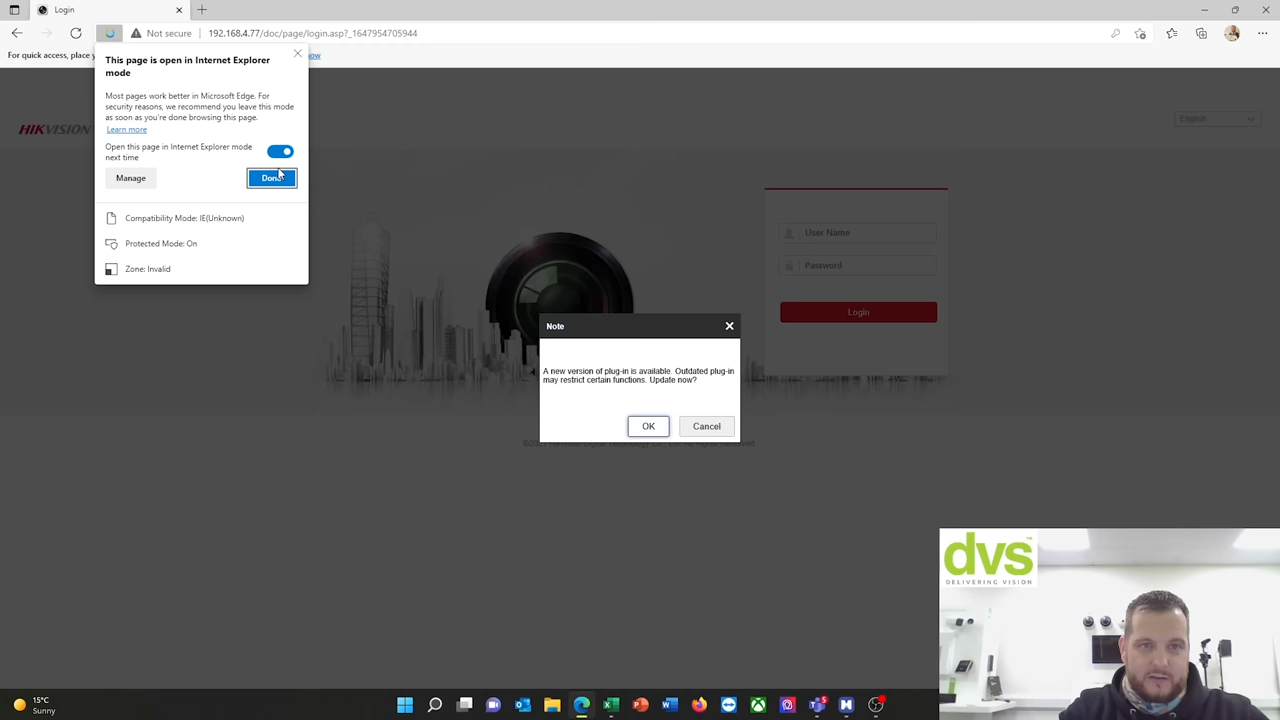 Login
Not secure
192.168.4.77/doc/page/login.asp?_1647954705944
For quick access, place
This page is open in Internet Explorer
mode
Most pages work better in Microsoft Edge. For
security reasons, we recommend you leave this mode
as soon as you're done browsing this page.
Learn more
Open this page in Internet Explorer mode
next time
Manage
Compatibility Mode: IE(Unknown)
Protected Mode: On
Zone: Invalid
HIKVISION
English
User Name
Password
Login
Note
A new version of plug-in is available. Outdated plug-in
may restrict certain functions. Update now?
OK
Cancel
dvs
DELIVERING VISION
15°C
Sunny